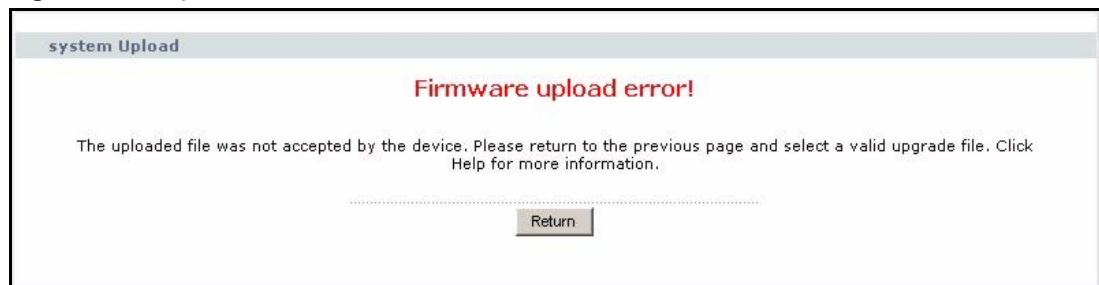 system Upload
Firmware upload error!
The uploaded file was not accepted by the device. Please return to the previous page and select a valid upgrade file. Click
Help for more information.
Return